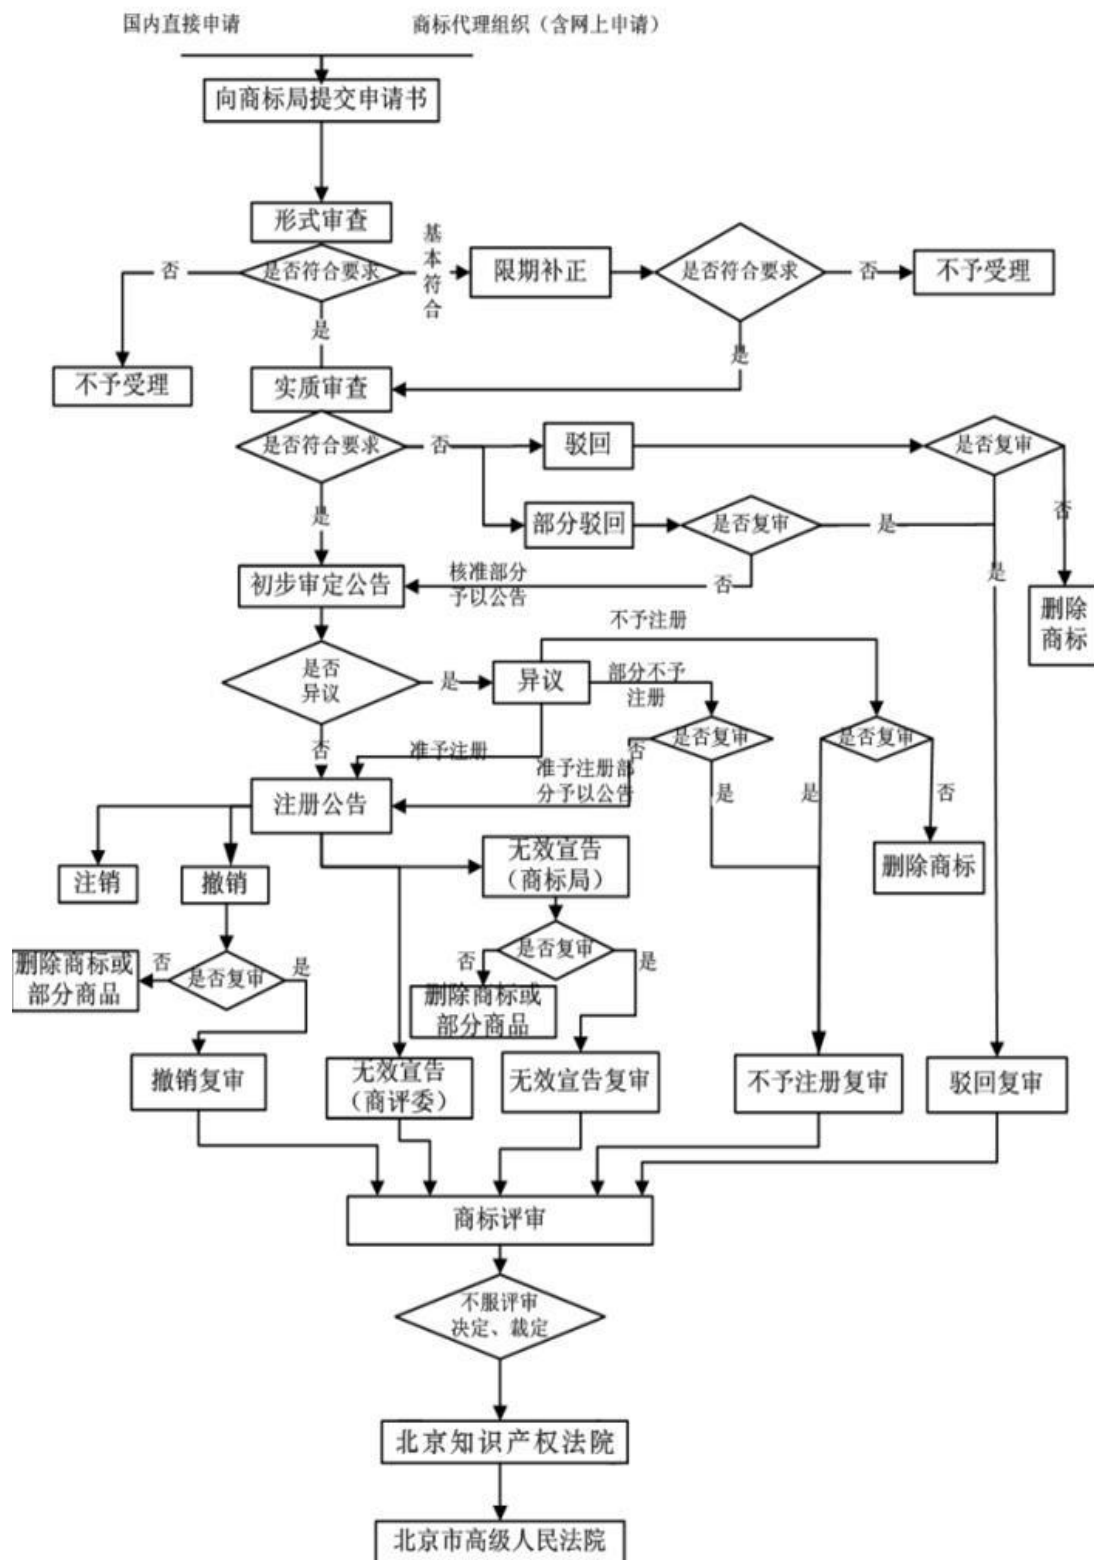 国内直接申请
商标代理组织（含网上申请）
向商标局提交申请书
形式审查
是否符合要求
否
基本符合
限期补正
是否符合要求
否
不予受理
是
是
不予受理
实质审查
是否符合要求
否
驳回
是否复审
否
部分驳回
是否复审
是
是
是
初步审定公告
核准部分
予以公告
否
删除
商标
不予注册
是否
异议
是
异议
部分不予
注册
否
准予注册
是否复审
否
是否复审
准予注册部
分予以公告
是
是
否
注册公告
注销
撤销
无效宣告
（商标局）
删除商标
是否复审
否
是
删除商标或
部分商品
是否复审
否
是
删除商标或
部分商品
撤销复审
无效宣告
（商评委）
无效宣告复审
不予注册复审
驳回复审
商标评审
不服评审
决定、裁定
北京知识产权法院
北京市高级人民法院